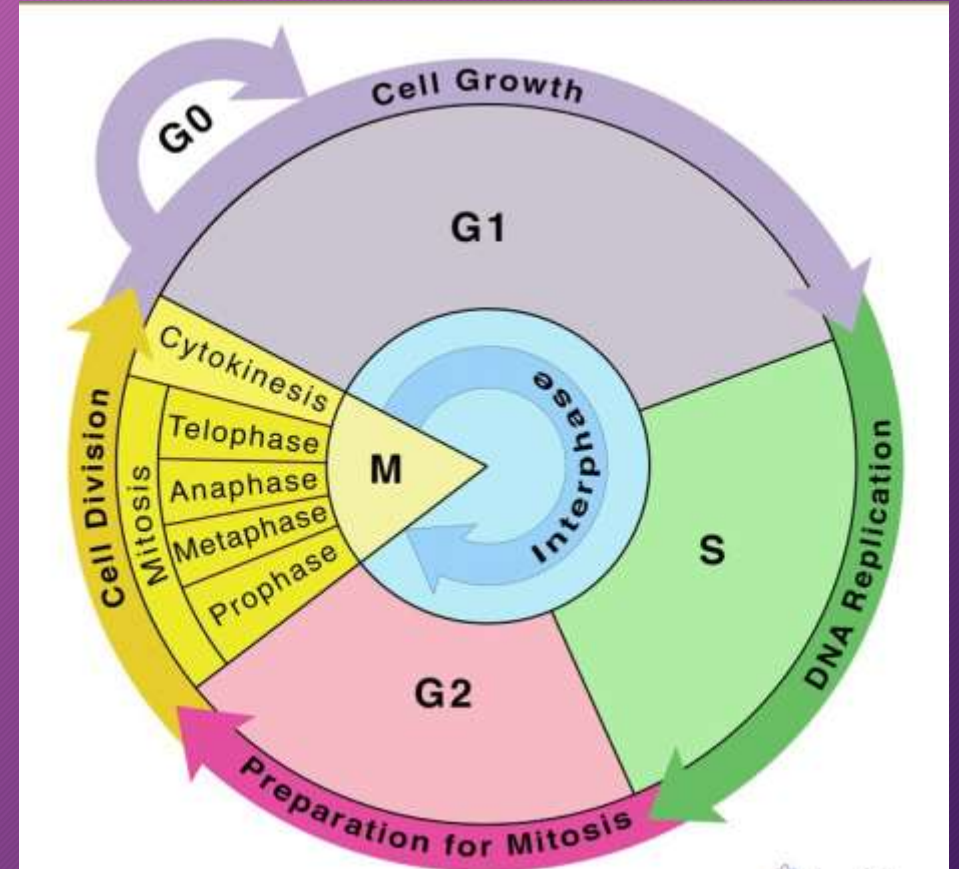 G0
Cell Growth
G1
Cytokinesis
Telophase
Anaphase
Metaphase
Prophase
Mitosis
Cell Division
M
Interphase
S
DNA Replication
G2
Preparation for Mitosis